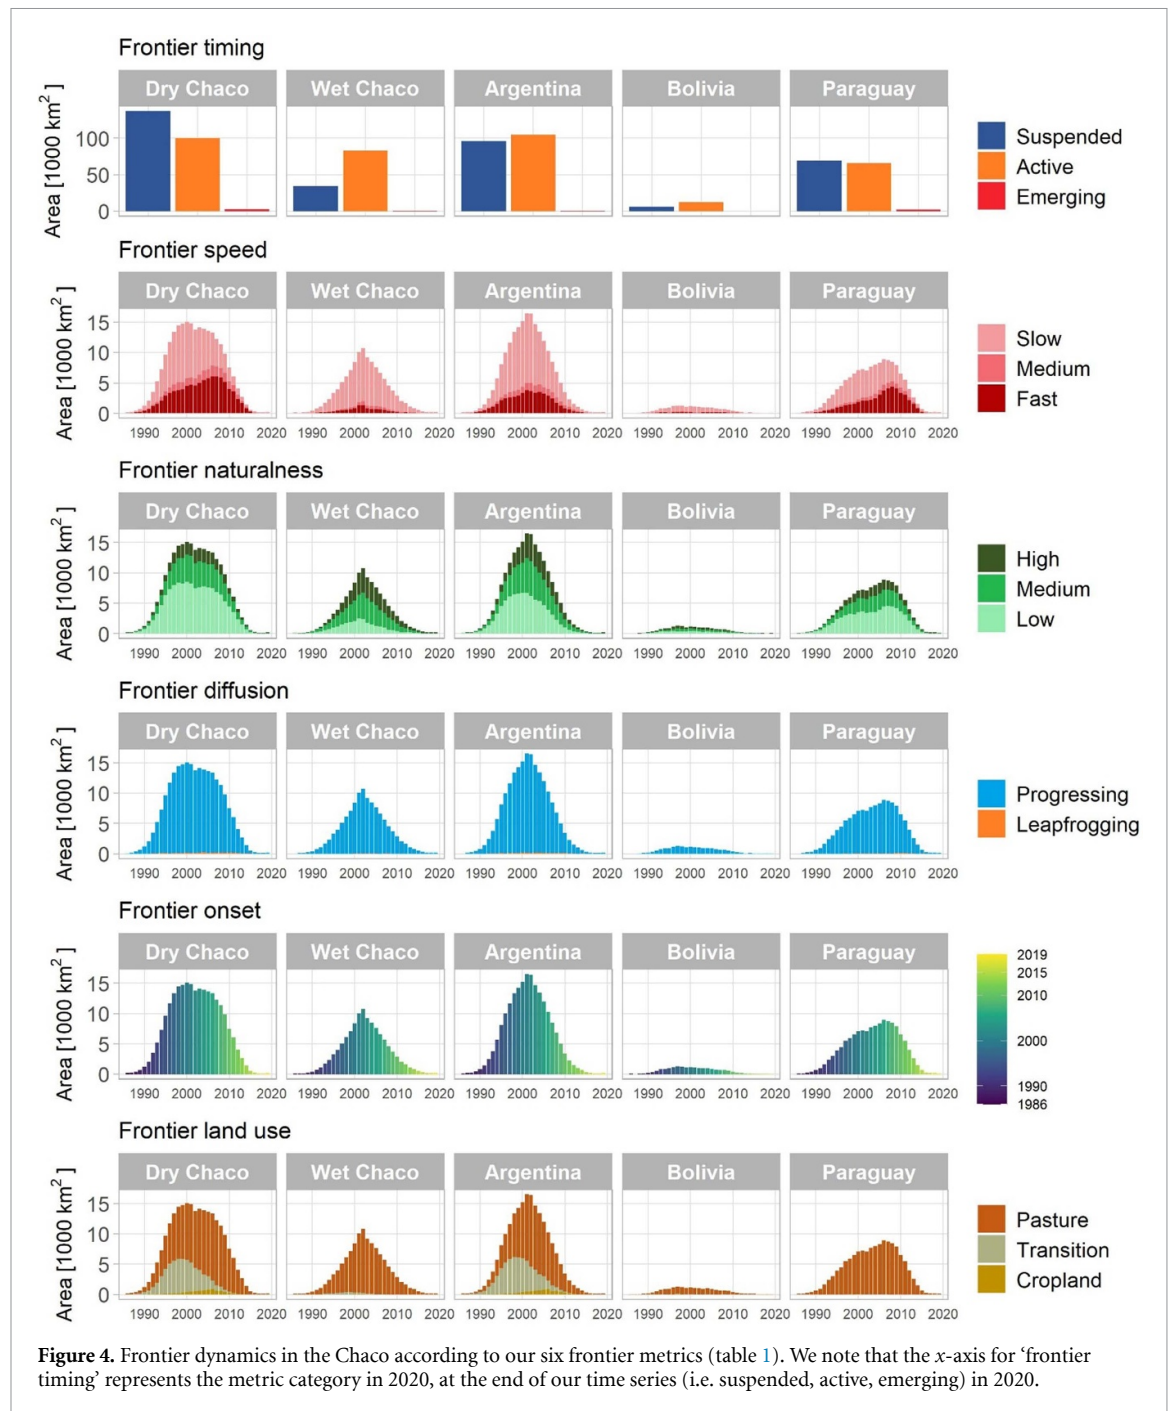 Frontier timing
Dry Chaco Wet Chaco Argentina Bolivia Paraguay
Area [1000 km2 ]
100
50
0
Suspended
Active
Emerging
Frontier speed
Dry Chaco Wet Chaco Argentina Bolivia Paraguay
Area [1000 km2 ]
15
10
5
0
1990 2000 2010 2020 1990 2000 2010 2020 1990 2000 2010 2020 1990 2000 2010 2020 1990 2000 2010 2020
Slow
Medium
Fast
Frontier naturalness
Dry Chaco Wet Chaco Argentina Bolivia Paraguay
Area [1000 km2 ]
15
10
5
0
1990 2000 2010 2020 1990 2000 2010 2020 1990 2000 2010 2020 1990 2000 2010 2020 1990 2000 2010 2020
High
Medium
Low
Frontier diffusion
Dry Chaco Wet Chaco Argentina Bolivia Paraguay
Area [1000 km2 ]
15
10
5
0
1990 2000 2010 2020 1990 2000 2010 2020 1990 2000 2010 2020 1990 2000 2010 2020 1990 2000 2010 2020
Progressing
Leapfrogging
Frontier onset
Dry Chaco Wet Chaco Argentina Bolivia Paraguay
Area [1000 km2 ]
15
10
5
0
1990 2000 2010 2020 1990 2000 2010 2020 1990 2000 2010 2020 1990 2000 2010 2020 1990 2000 2010 2020
2019
2015
2010
2000
1990
1986
Frontier land use
Dry Chaco Wet Chaco Argentina Bolivia Paraguay
Area [1000 km2 ]
15
10
5
0
1990 2000 2010 2020 1990 2000 2010 2020 1990 2000 2010 2020 1990 2000 2010 2020 1990 2000 2010 2020
Pasture
Transition
Cropland
Figure 4. Frontier dynamics in the Chaco according to our six frontier metrics (table 1). We note that the x-axis for ‘frontier
timing’ represents the metric category in 2020, at the end of our time series (i.e. suspended, active, emerging) in 2020.